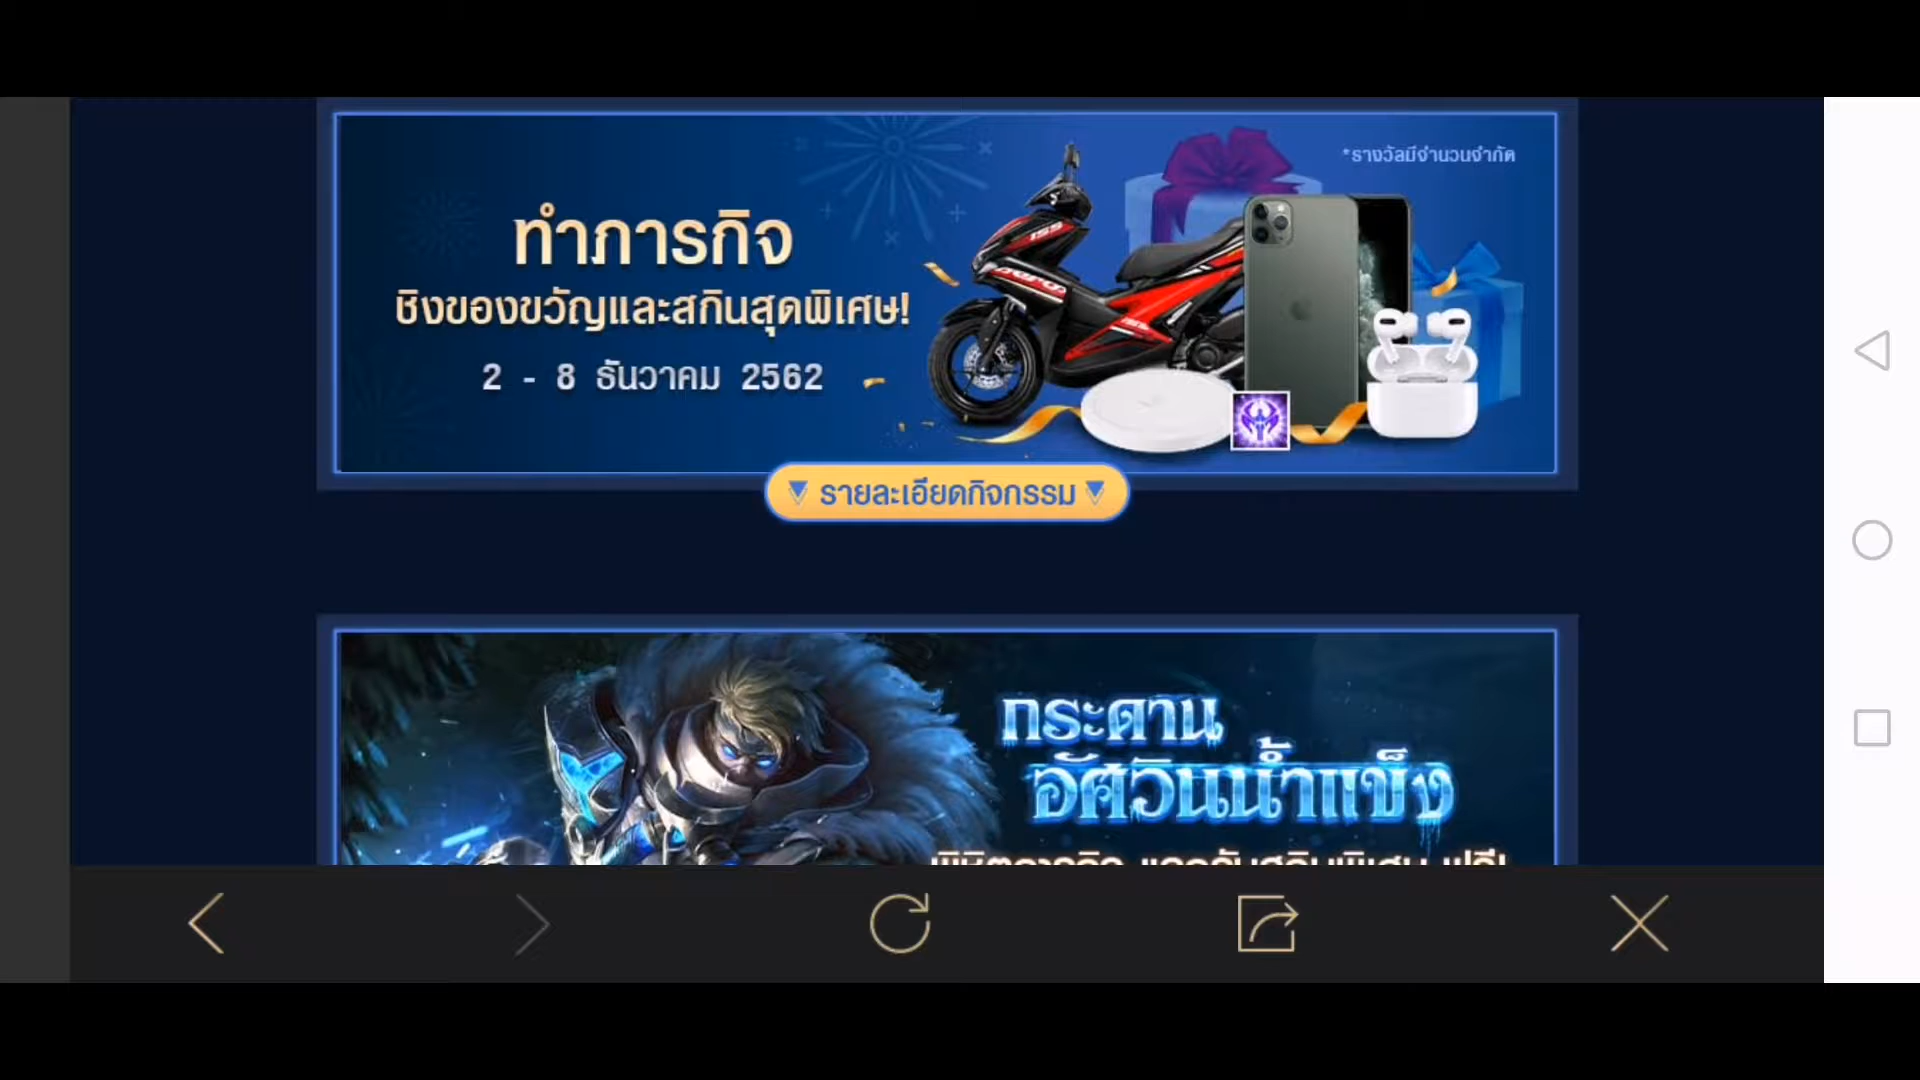 *รางวัลมีจำนวนจำกัด
ทำภารกิจ
ชิงของขวัญและสกินสุดพิเศษ!
2 - 8 ธันวาคม 2562
155
รายละเอียดกิจกรรม
กระดาน
อัศวินน้ำแข็ง